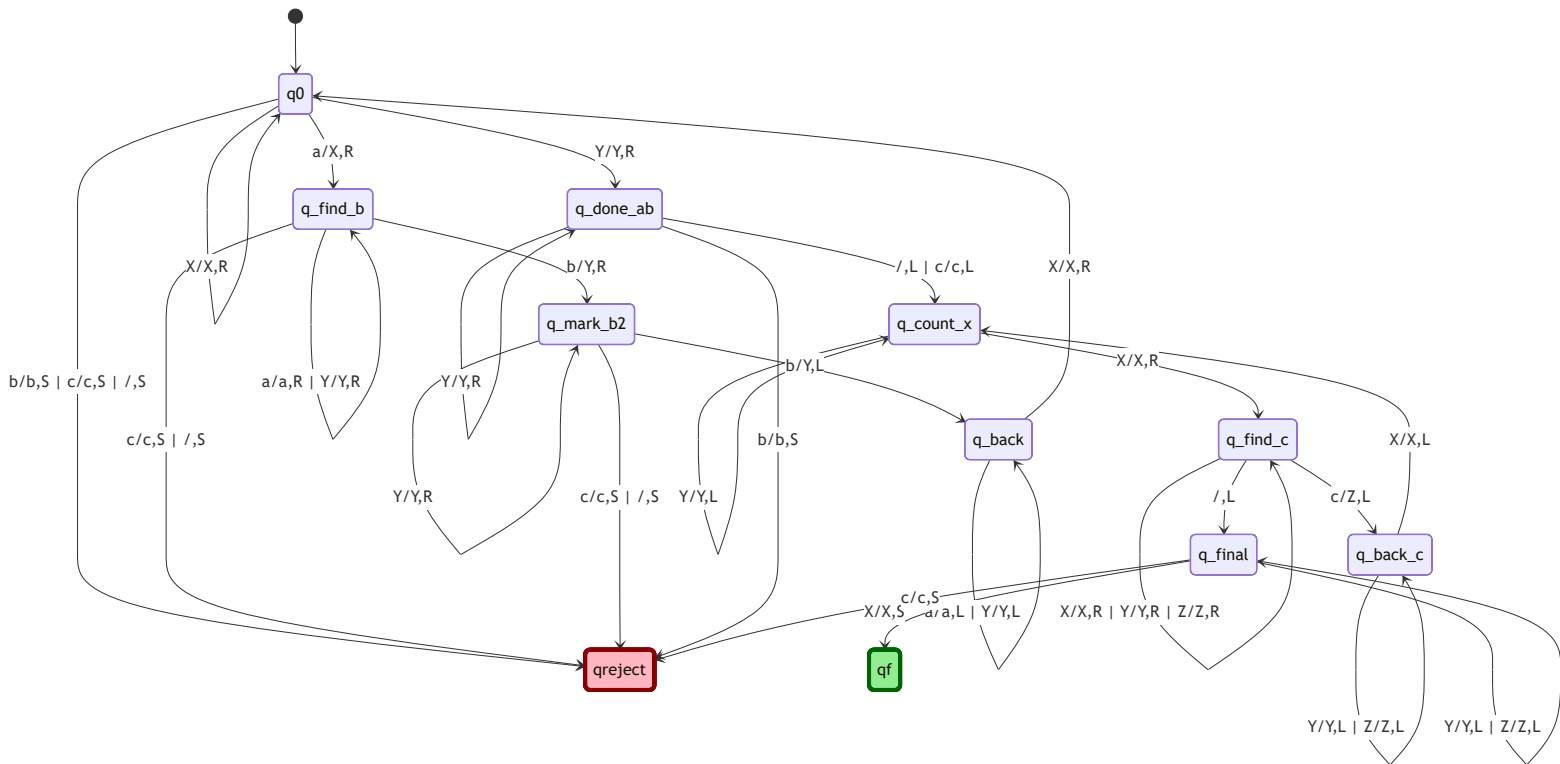 q0
a/X,R
Y/Y,R
q_find_b
q_done_ab
X/X,R
b/Y,R
/,L | c/c,L
X/X,R
q_mark_b2
q_count_x
b/b,S | c/c,S | /,S
a/a,R | Y/Y,R
Y/Y,R
b/Y,L
X/X,R
c/c,S | /,S
b/b,S
q_back
q_find_c
X/X,L
Y/Y,R
c/c,S | /,S
Y/Y,L
/,L
c/Z,L
q_final
q_back_c
c/c,S
X/X,S
a/a,L | Y/Y,L
X/X,R | Y/Y,R | Z/Z,R
qreject
qf
Y/Y,L | Z/Z,L
Y/Y,L | Z/Z,L